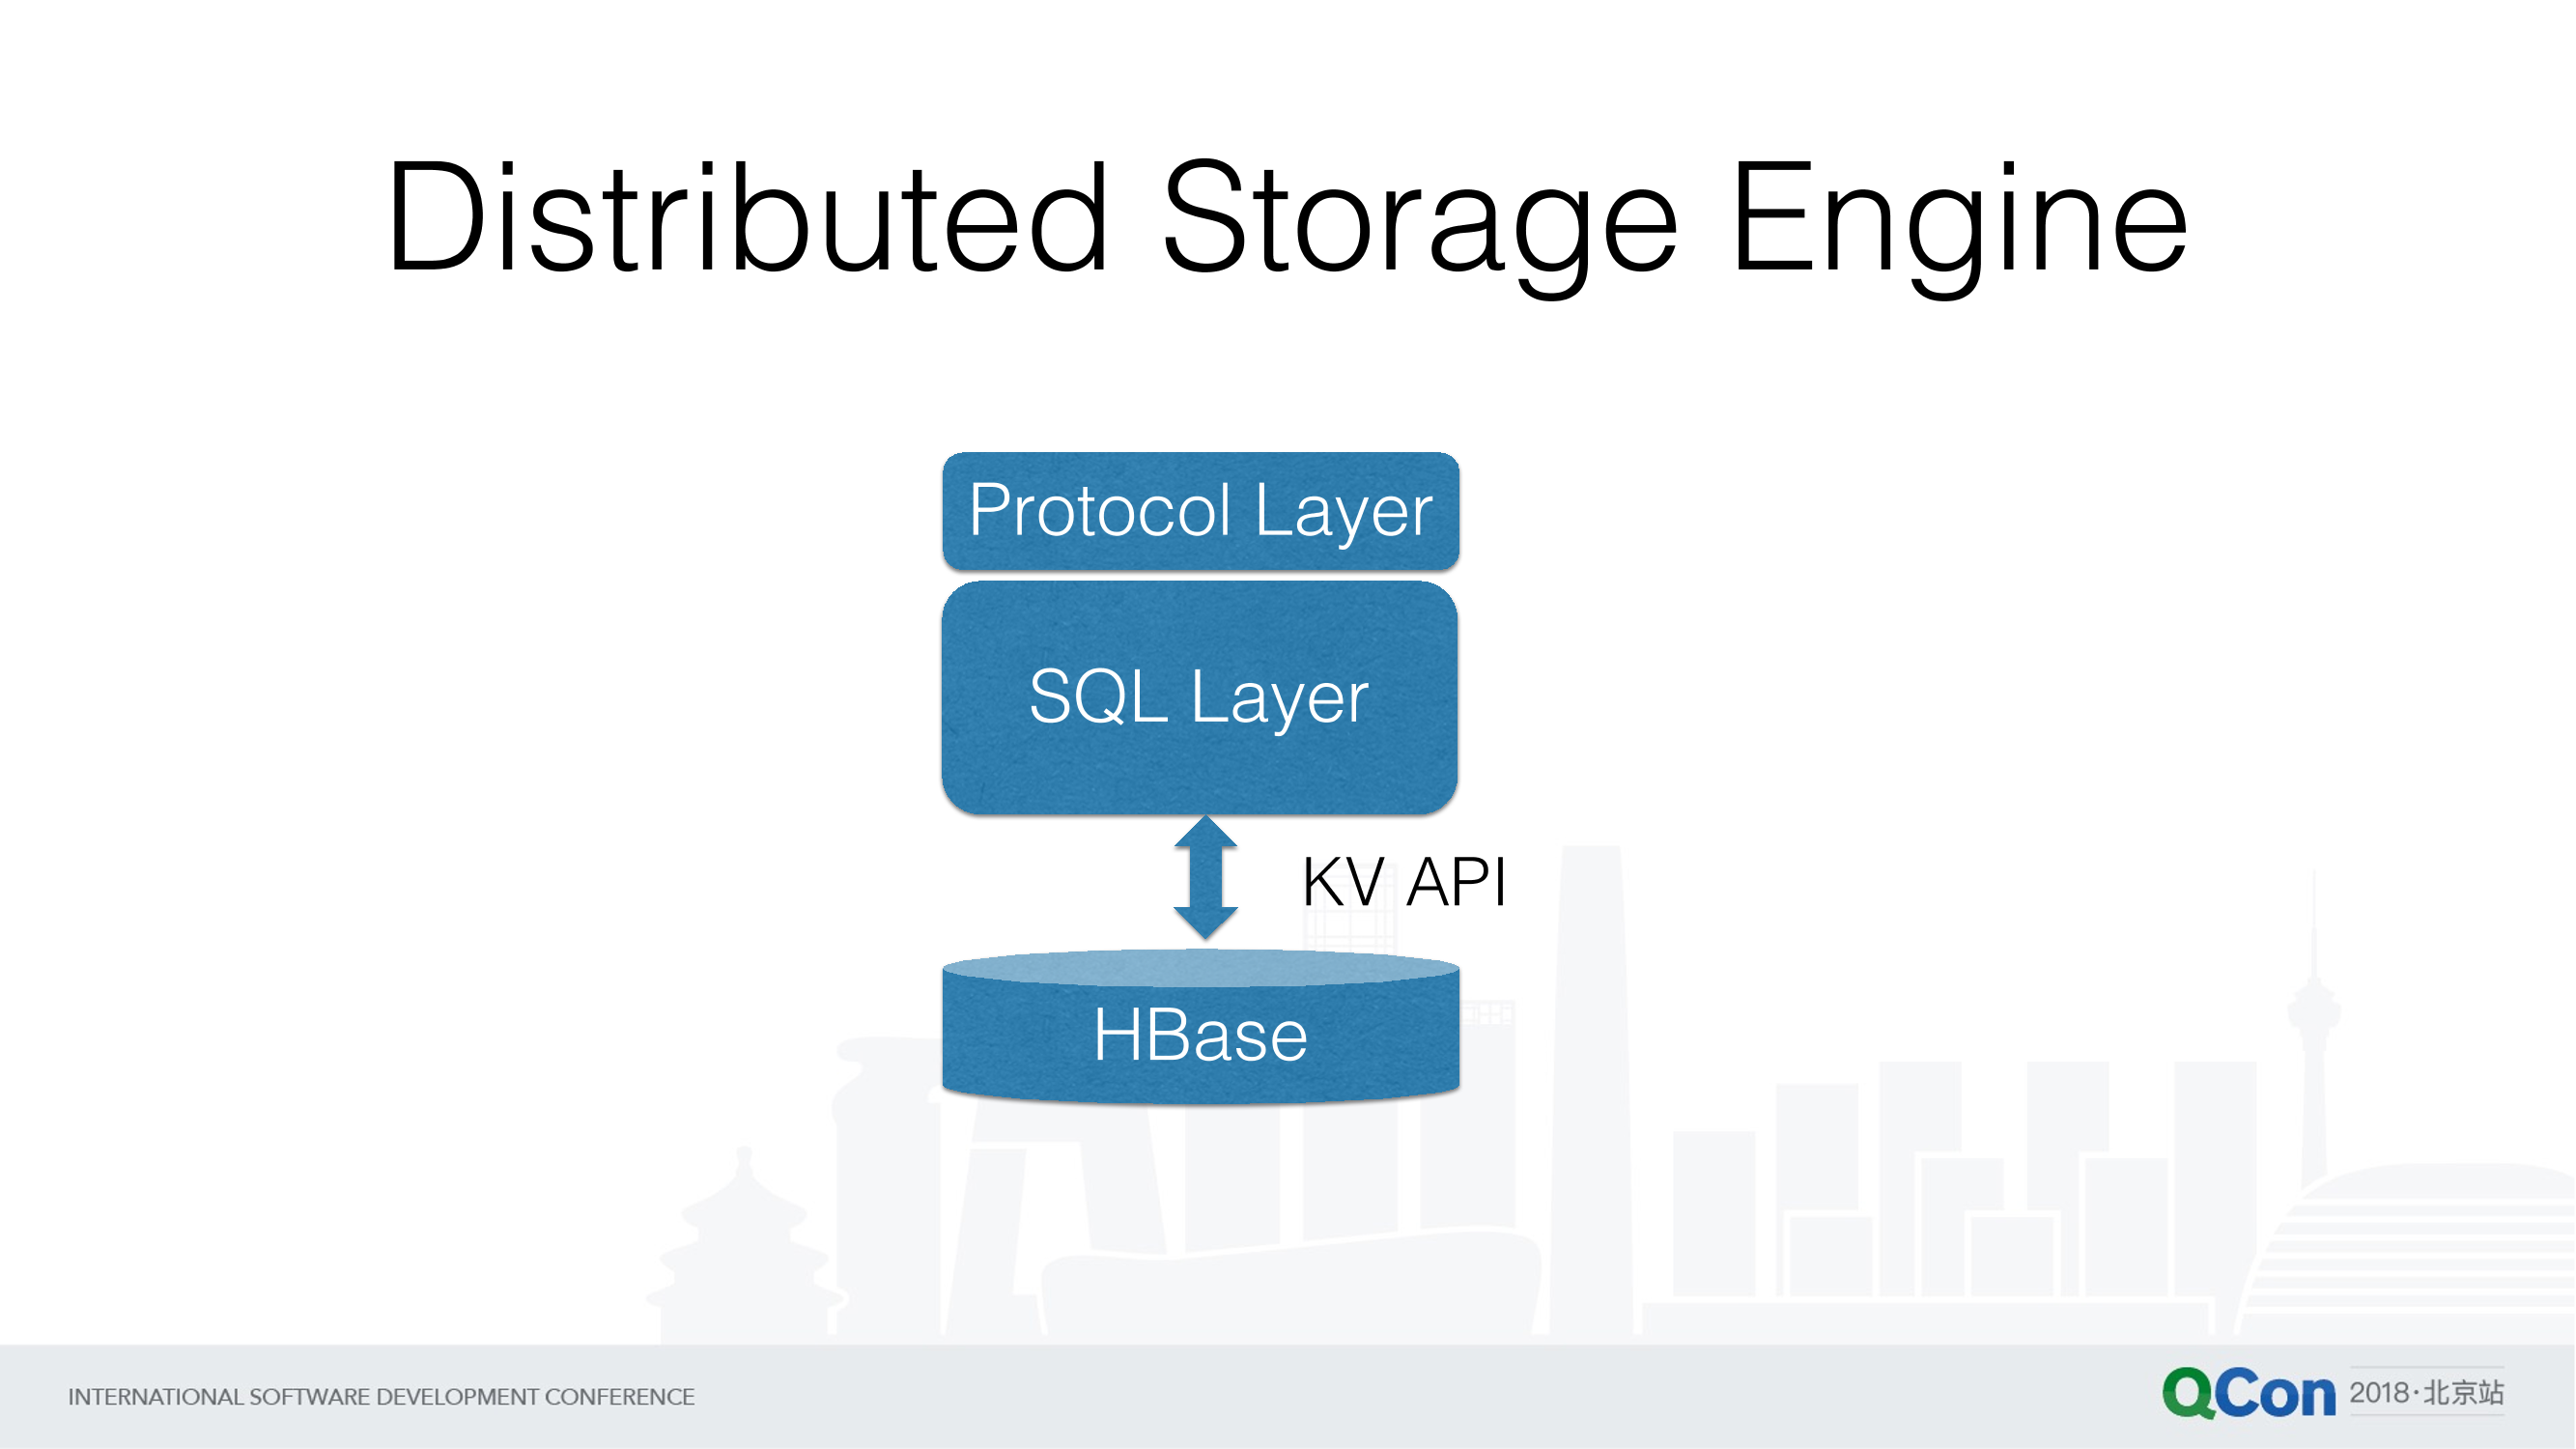 Distributed Storage Engine
Protocol Layer
SQL Layer
KV API
HBase
INTERNATIONAL SOFTWARE DEVELOPMENT CONFERENCE
QCon 2018·北京站